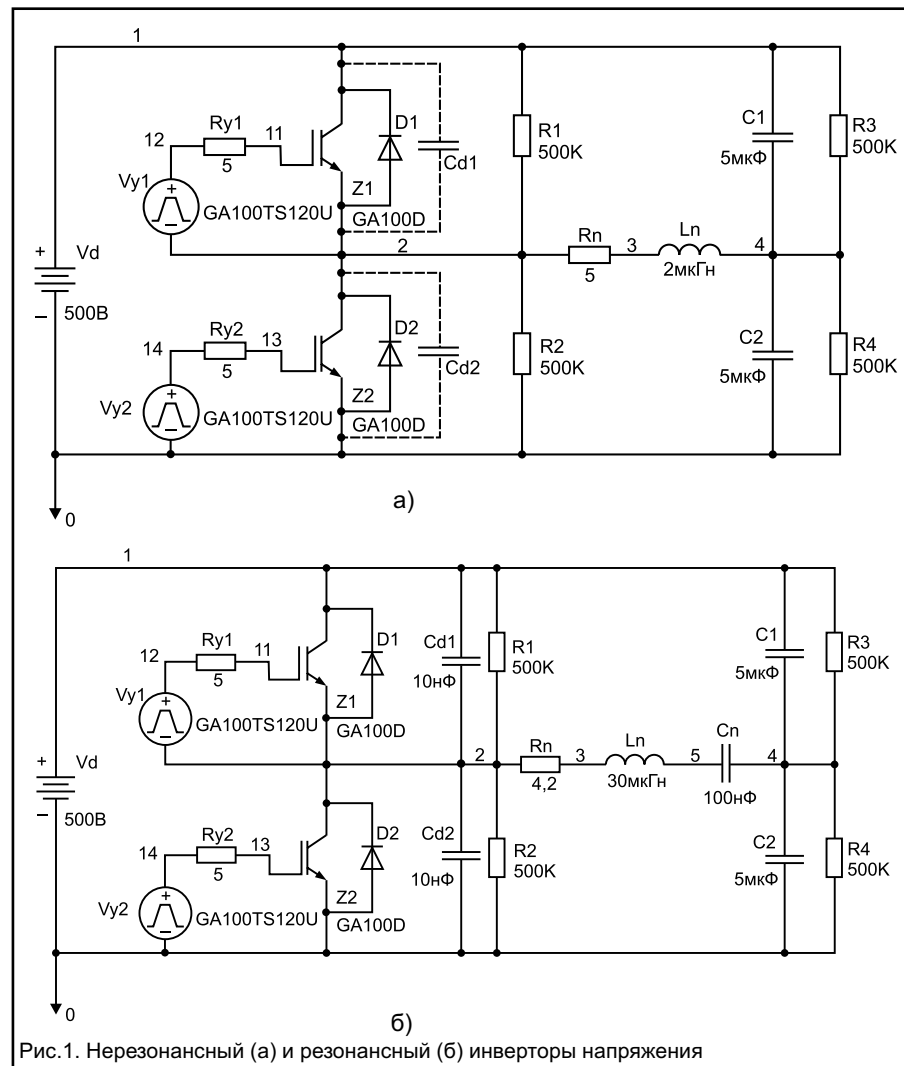 1
12
Ry1
11
5
Vy1
+
−
GA100TS120U
Z1
D1
GA100D
Cd1
R1
500K
C1
5мкФ
R3
500K
+
Vd
−
500В
2
Rn
5
3
Ln
2мкГн
4
14
Ry2
13
5
Vy2
+
−
GA100TS120U
Z2
D2
GA100D
Cd2
R2
500K
C2
5мкФ
R4
500K
0
а)
1
12
Ry1
11
5
Vy1
+
−
GA100TS120U
Z1
D1
GA100D
Cd1
10нФ
R1
500K
C1
5мкФ
R3
500K
+
Vd
−
500В
2
Rn
4,2
3
Ln
30мкГн
5
Cn
100нФ
4
14
Ry2
13
5
Vy2
+
−
GA100TS120U
Z2
D2
GA100D
Cd2
10нФ
R2
500K
C2
5мкФ
R4
500K
0
б)
Рис.1. Нерезонансный (а) и резонансный (б) инверторы напряжения